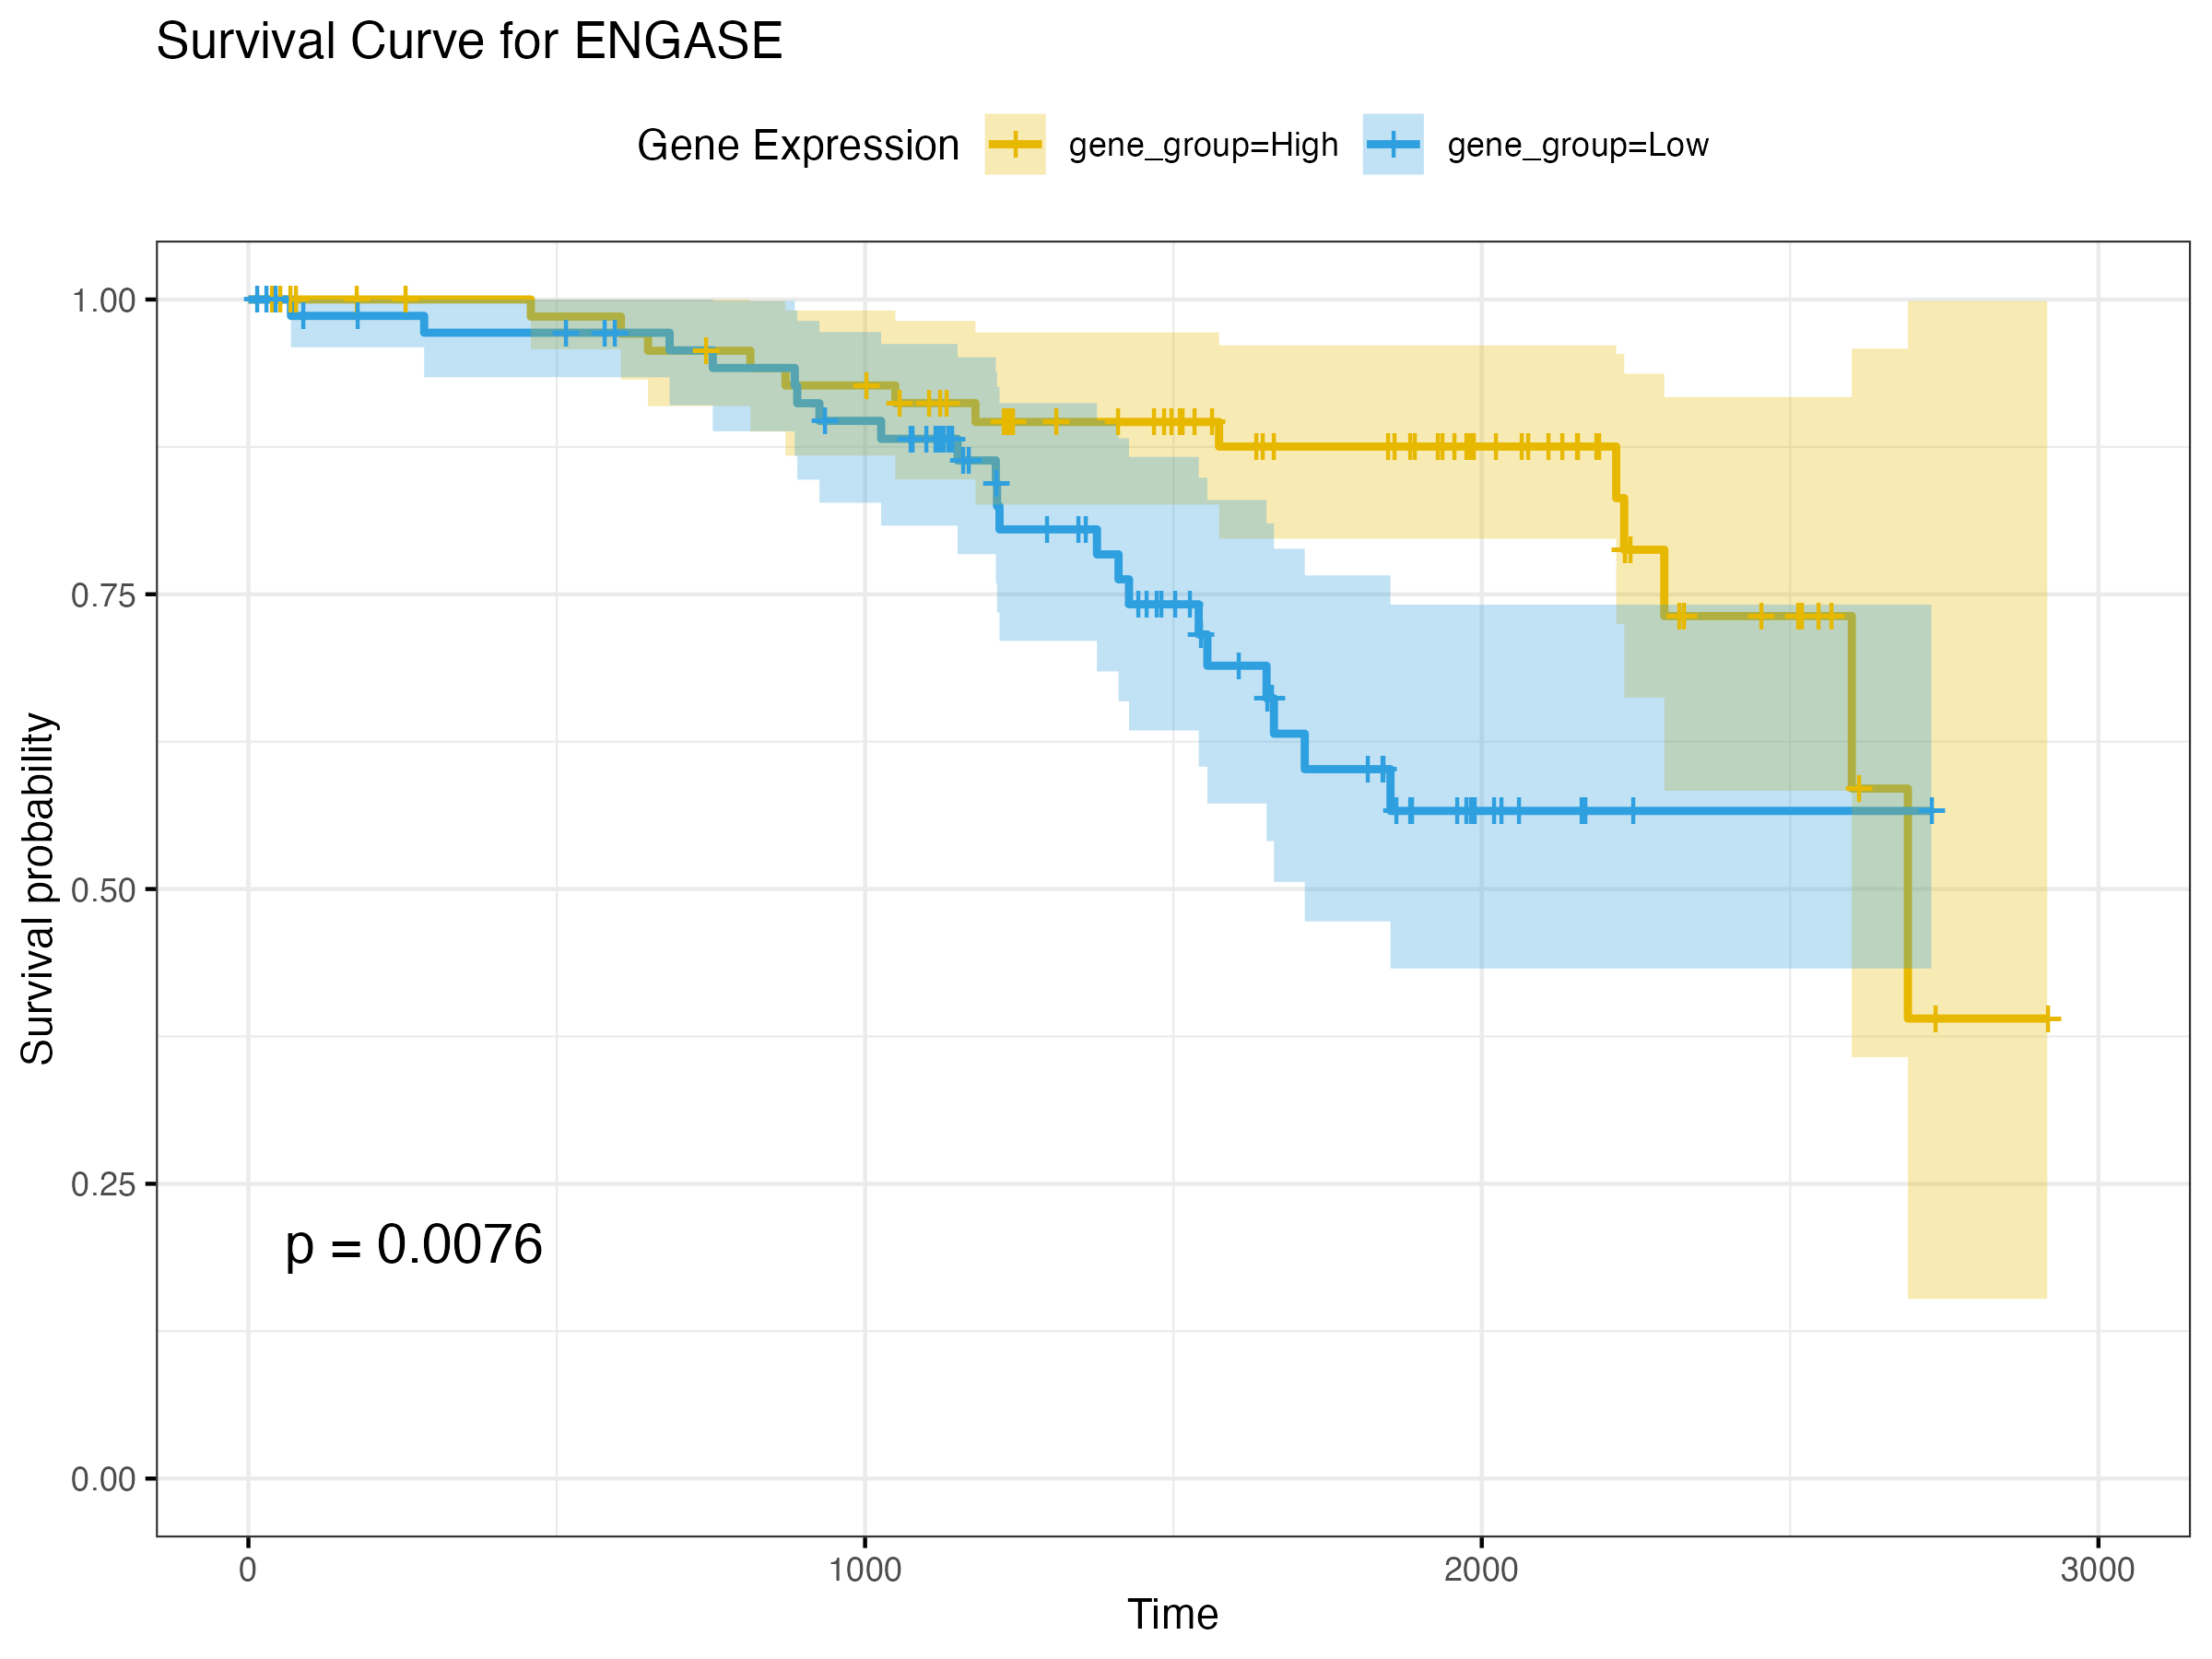 Survival Curve for ENGASE
Gene Expression gene_group=High gene_group=Low
1.00
0.75
0.50
0.25
0.00
Survival probability
p = 0.0076
0 1000 2000 3000
Time